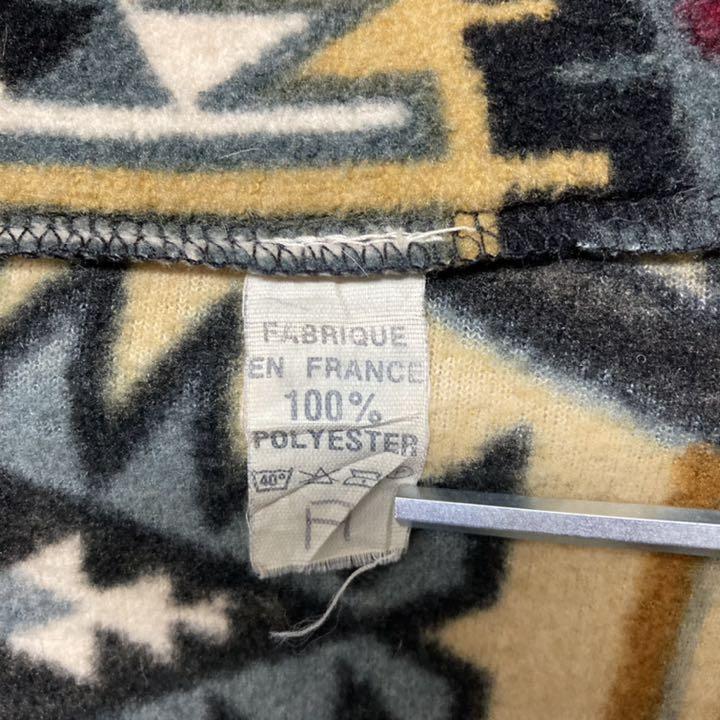 FABRIQUE
EN FRANCE
100%
POLYESTER
40°